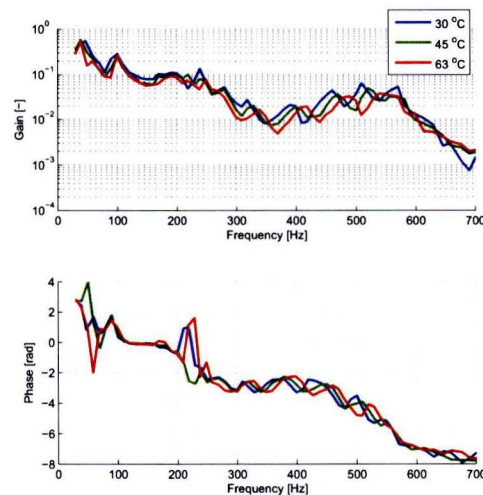 30 °C
45 °C
63 °C
Gain [–]
10^0
10^-1
10^-2
10^-3
10^-4
0 100 200 300 400 500 600 700
Frequency [Hz]
Phase [rad]
4
2
0
−2
−4
−6
−8
0 100 200 300 400 500 600 700
Frequency [Hz]